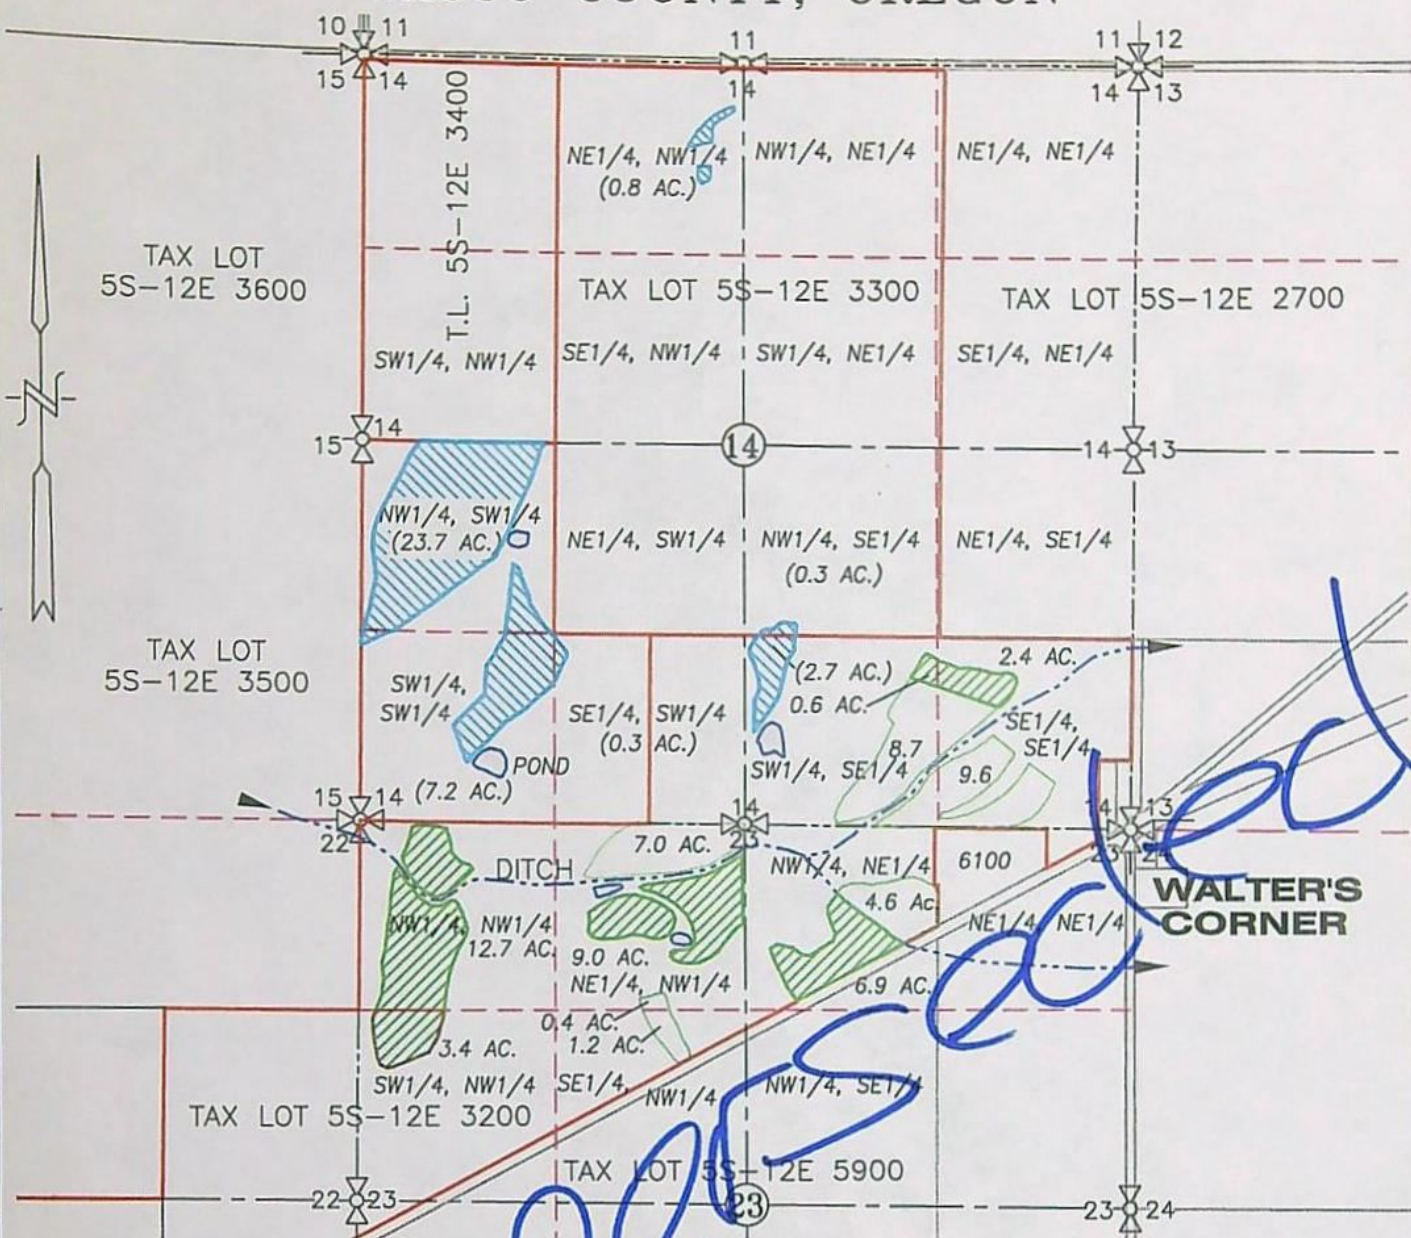 COUNTY, OREGON
10 11
11
11 12
15 14
14
14 13
T.L. 5S-12E 3400
NE1/4, NW1/4
(0.8 AC.)
NW1/4, NE1/4
NE1/4, NE1/4
TAX LOT
5S-12E 3600
TAX LOT 5S-12E 3300
TAX LOT 5S-12E 2700
SW1/4, NW1/4
SE1/4, NW1/4
SW1/4, NE1/4
SE1/4, NE1/4
N
15 14
14
14 13
NW1/4, SW1/4
(23.7 AC.)
NE1/4, SW1/4
NW1/4, SE1/4
(0.3 AC.)
NE1/4, SE1/4
TAX LOT
5S-12E 3500
SW1/4,
SW1/4
SE1/4, SW1/4
(0.3 AC.)
(2.7 AC.)
0.6 AC.
2.4 AC.
SE1/4,
SE1/4
8.7
9.6
SW1/4, SE1/4
POND
(7.2 AC.)
15 14
22
14
23
14 13
23 24
7.0 AC.
DITCH
NW1/4, NE1/4
6100
WALTER'S
CORNER
4.6 Ac
NW1/4, NW1/4
12.7 AC.
9.0 AC.
NE1/4, NW1/4
NE1/4, NE1/4
6.9 AC.
0.4 AC.
1.2 AC.
3.4 AC.
SW1/4, NW1/4
SE1/4, NW1/4
NW1/4, SE1/4
TAX LOT 5S-12E 3200
TAX LOT 5S-12E 5900
22 23
23
23 24